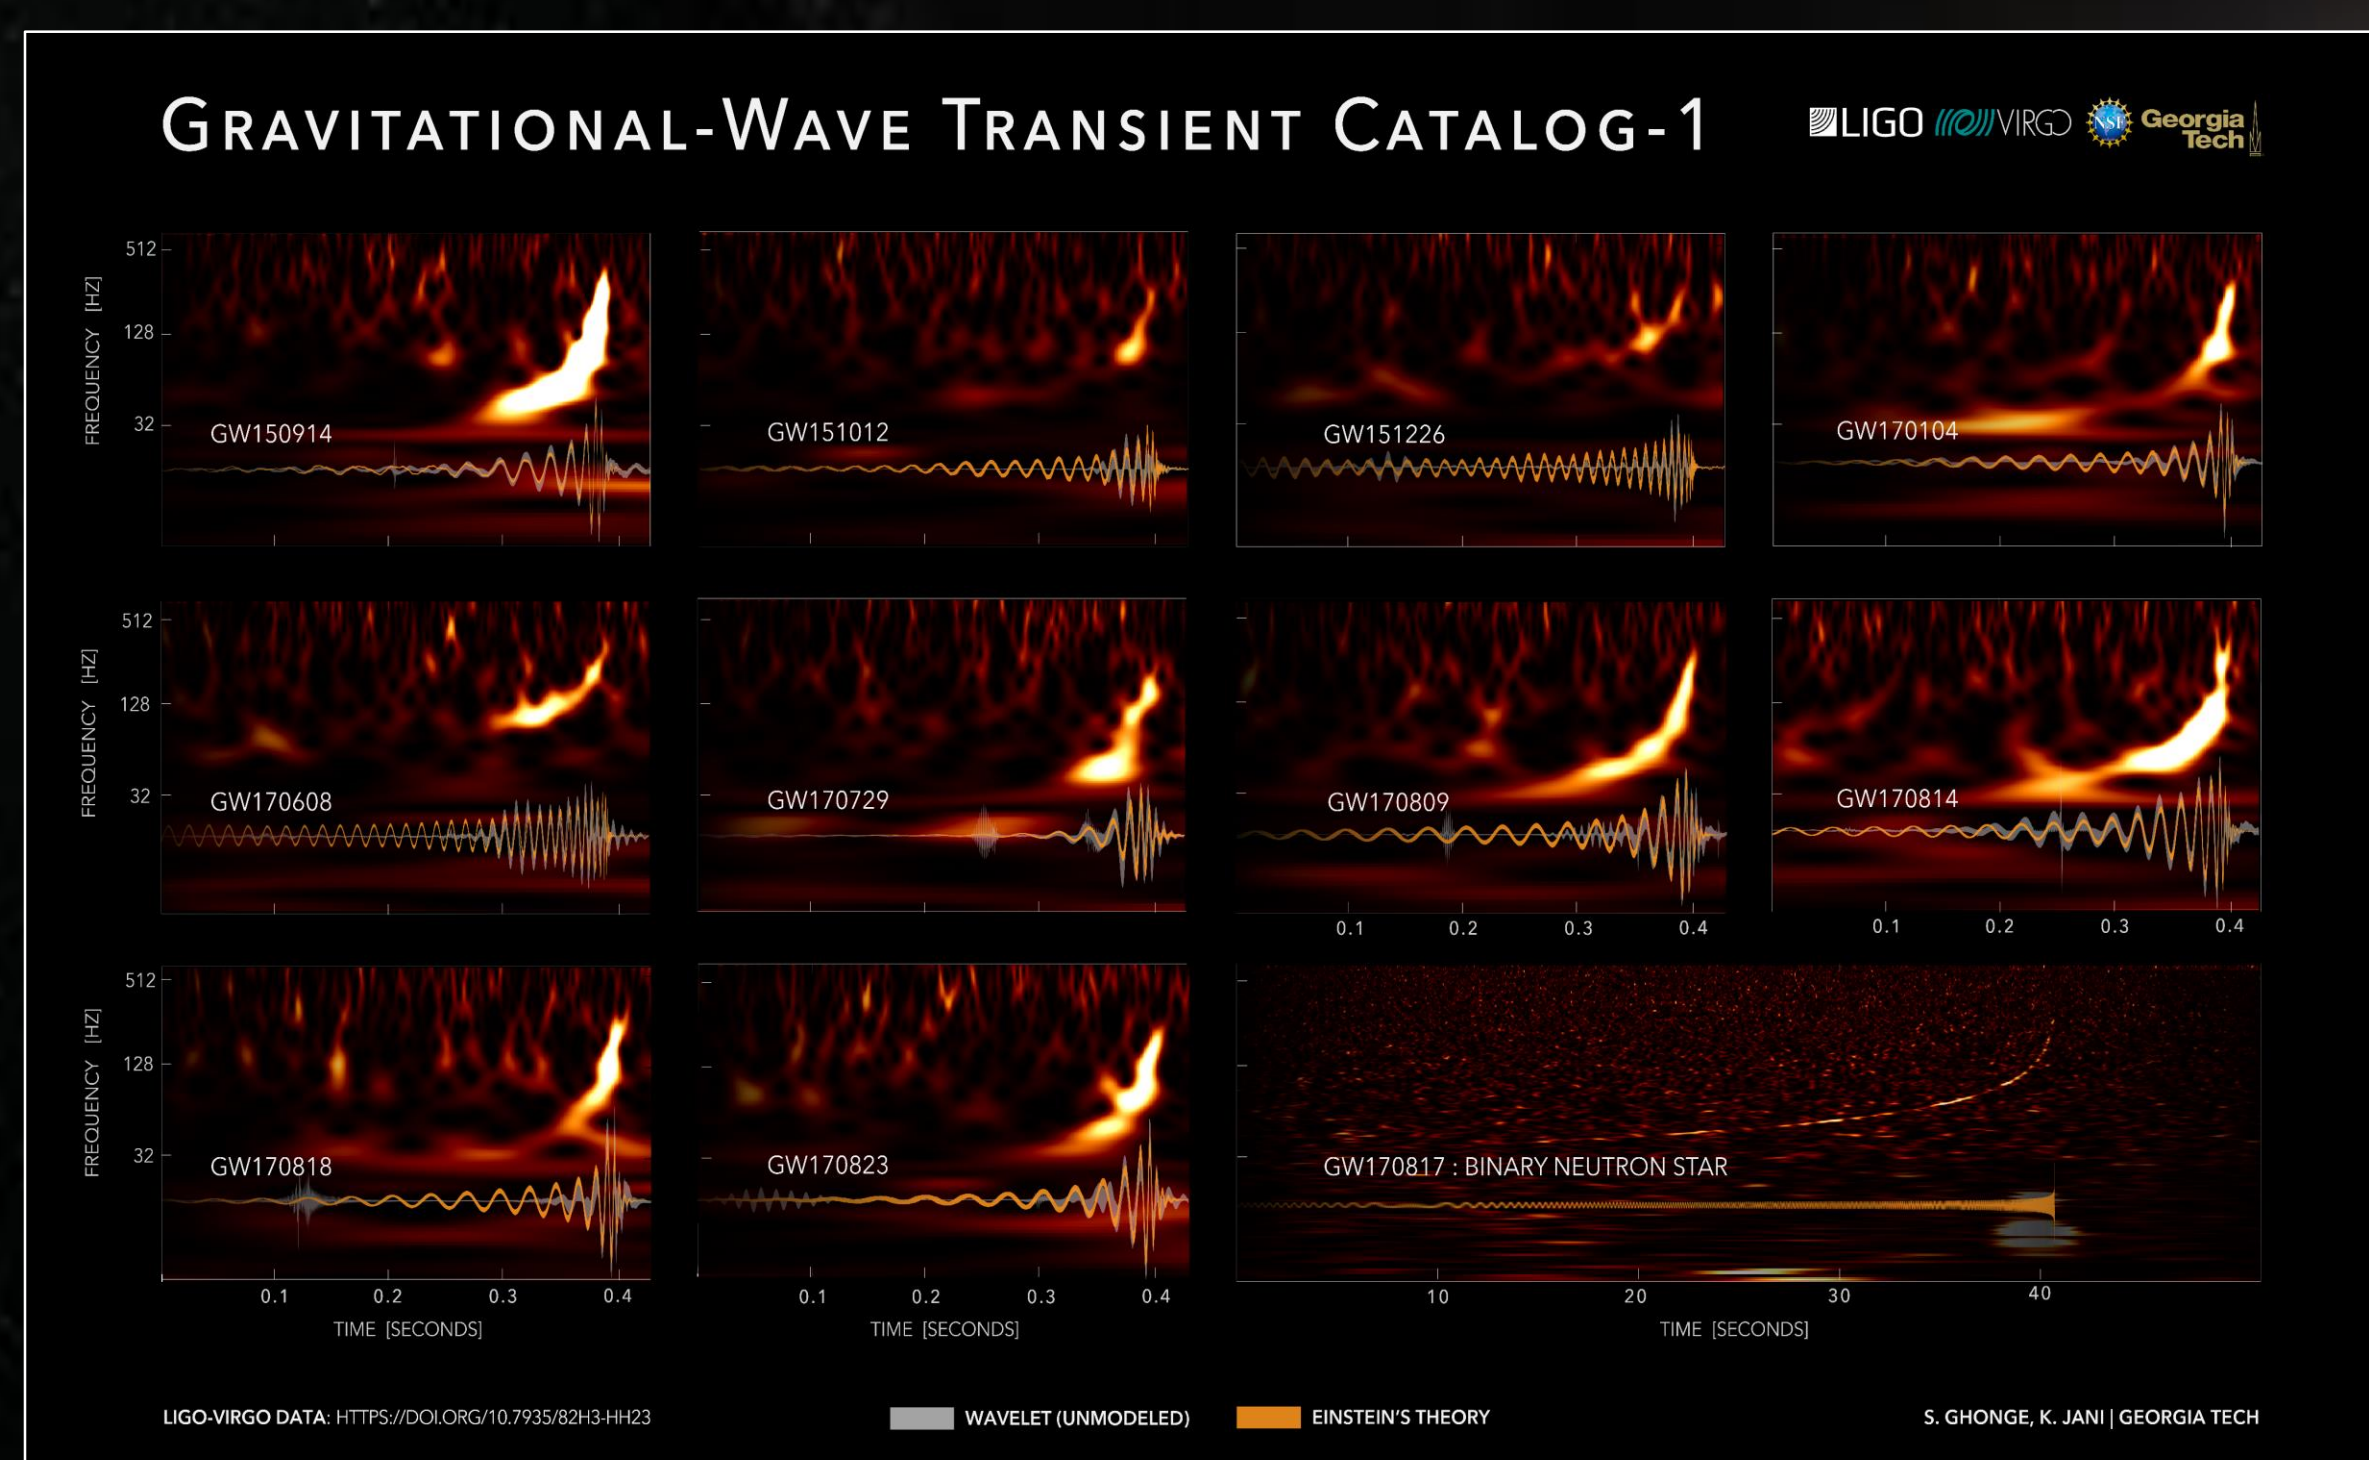 GRAVITATIONAL-WAVE TRANSIENT CATALOG-1
LIGO VIRGO NSF Georgia Tech
FREQUENCY [HZ]
512
128
32
GW150914
GW151012
GW151226
GW170104
FREQUENCY [HZ]
512
128
32
GW170608
GW170729
GW170809
GW170814
0.1 0.2 0.3 0.4
0.1 0.2 0.3 0.4
FREQUENCY [HZ]
512
128
32
GW170818
GW170823
GW170817 : BINARY NEUTRON STAR
0.1 0.2 0.3 0.4
0.1 0.2 0.3 0.4
10 20 30 40
TIME [SECONDS]
TIME [SECONDS]
TIME [SECONDS]
LIGO-VIRGO DATA: HTTPS://DOI.ORG/10.7935/82H3-HH23
WAVELET (UNMODELED)
EINSTEIN'S THEORY
S. GHONGE, K. JANI | GEORGIA TECH